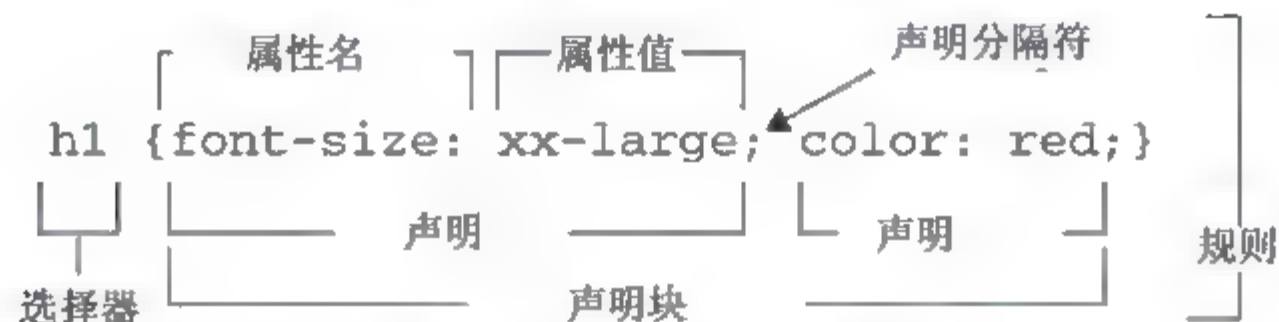 属性名 属性值 声明分隔符
h1 {font-size: xx-large; color: red;}
声明 声明 规则
选择器 声明块